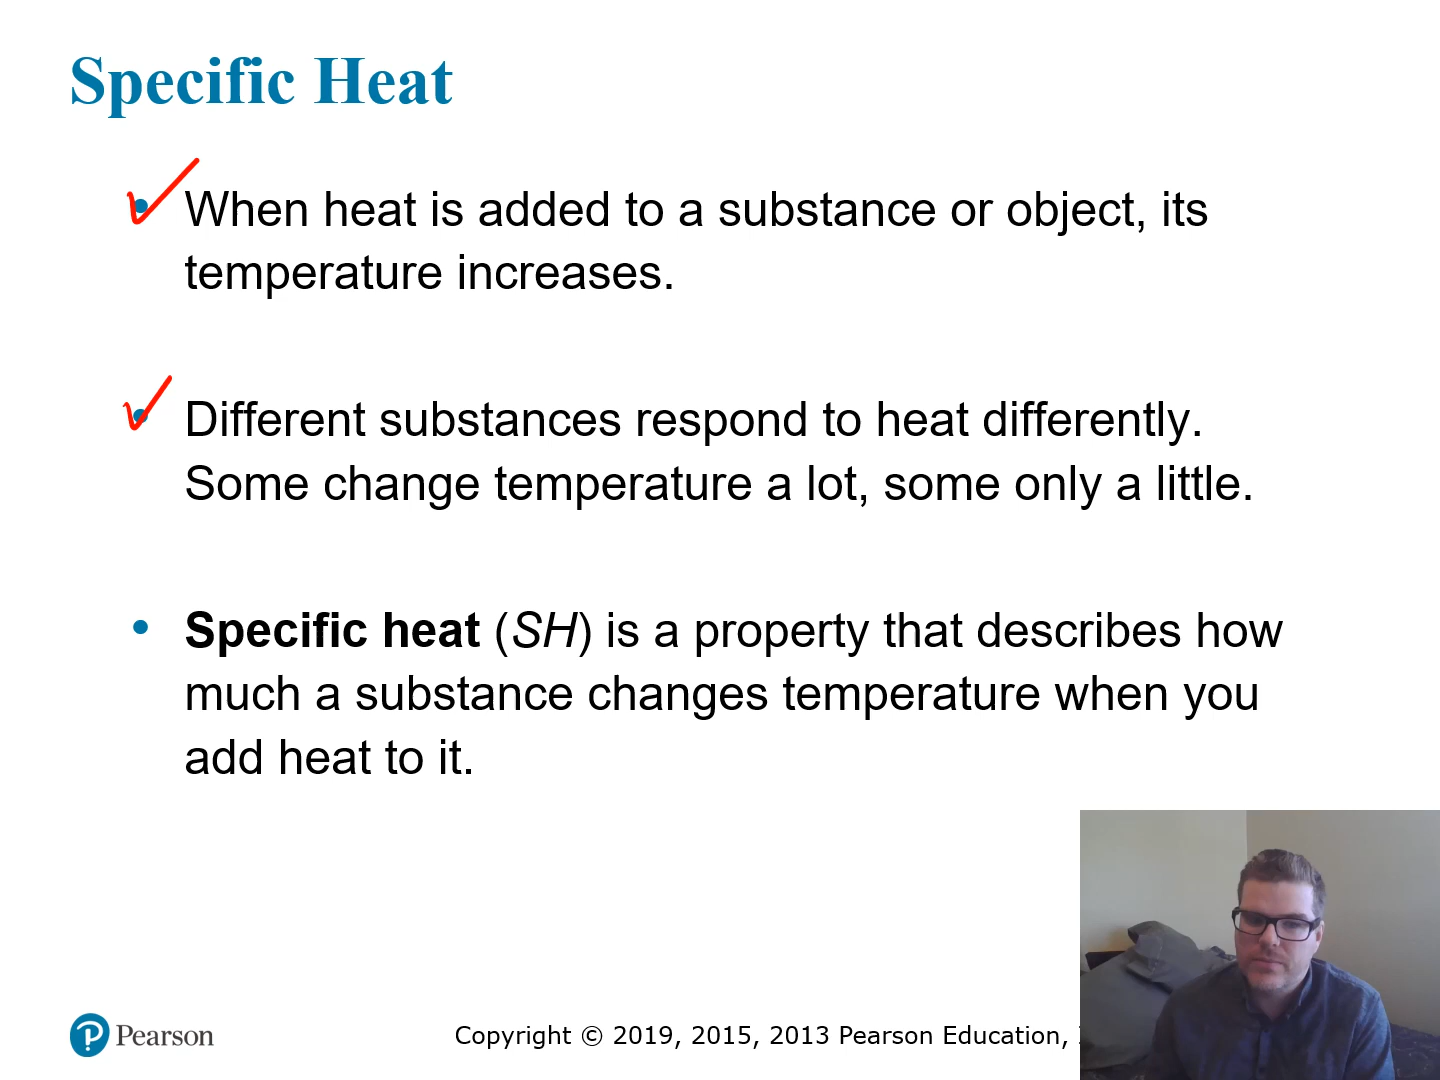 Specific Heat
When heat is added to a substance or object, its
temperature increases.
Different substances respond to heat differently.
Some change temperature a lot, some only a little.
Specific heat (SH) is a property that describes how
much a substance changes temperature when you
add heat to it.
Pearson
Copyright © 2019, 2015, 2013 Pearson Education,